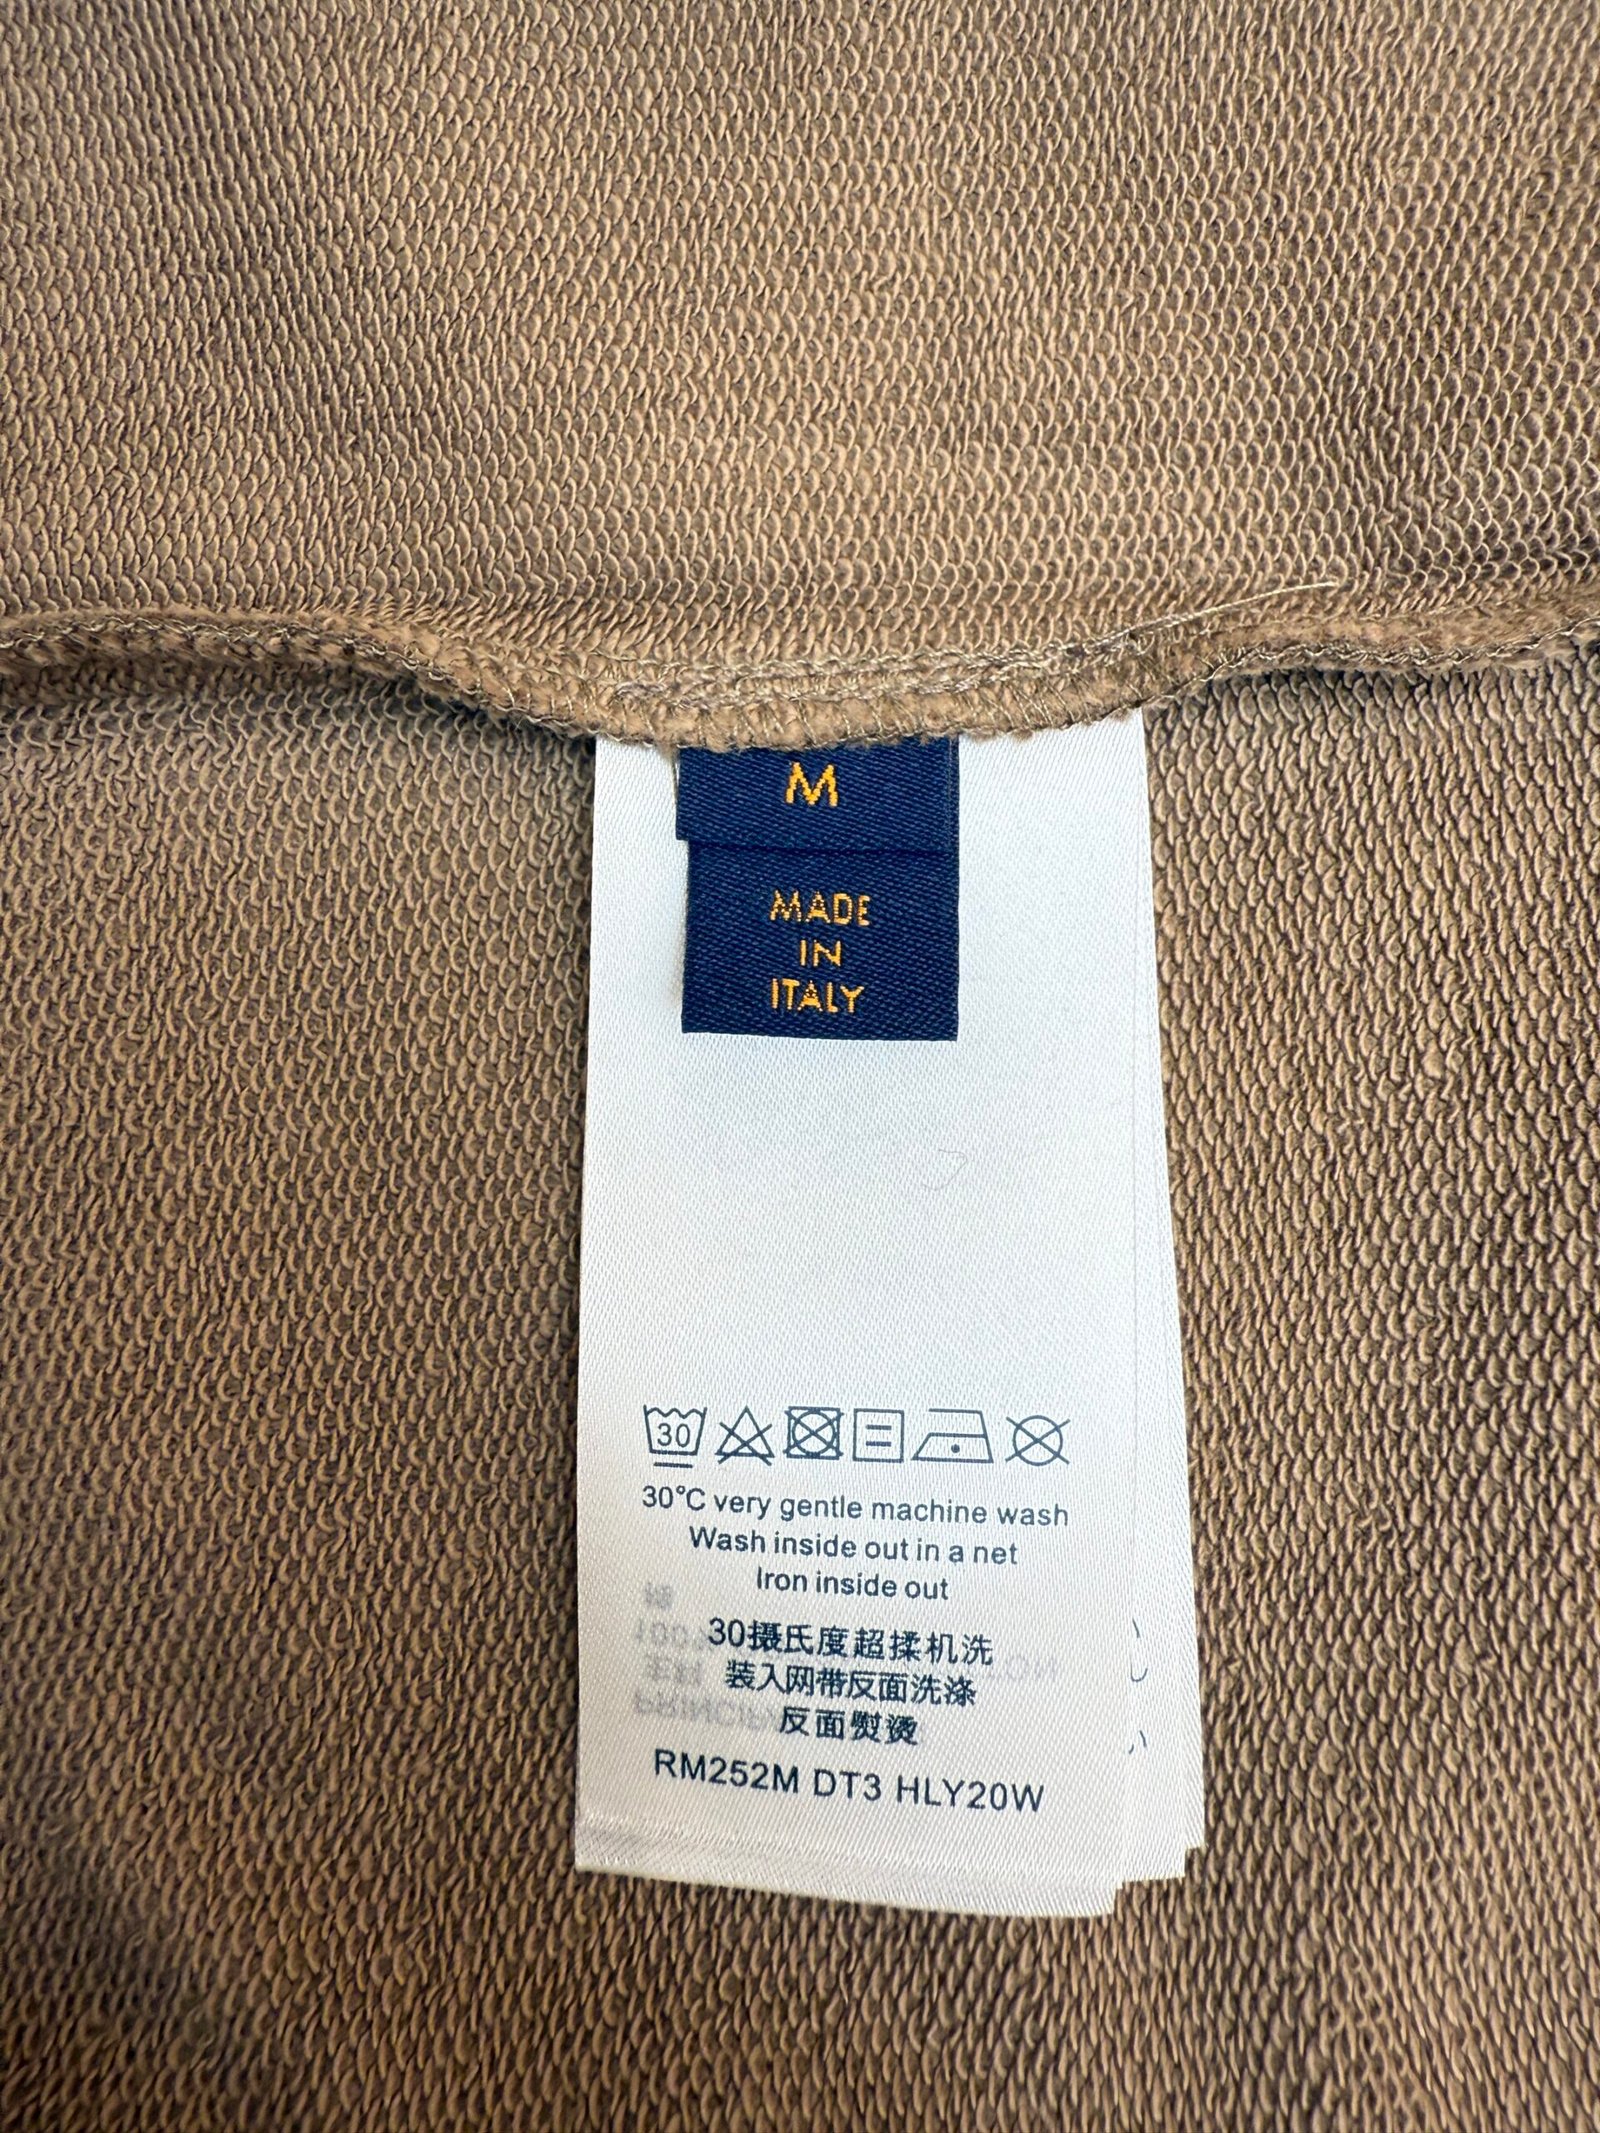 M
MADE
IN
ITALY
30
30°C very gentle machine wash
Wash inside out in a net
Iron inside out
30摄氏度超揉机洗
装入网带反面洗涤
反面熨烫
RM252M DT3 HLY20W